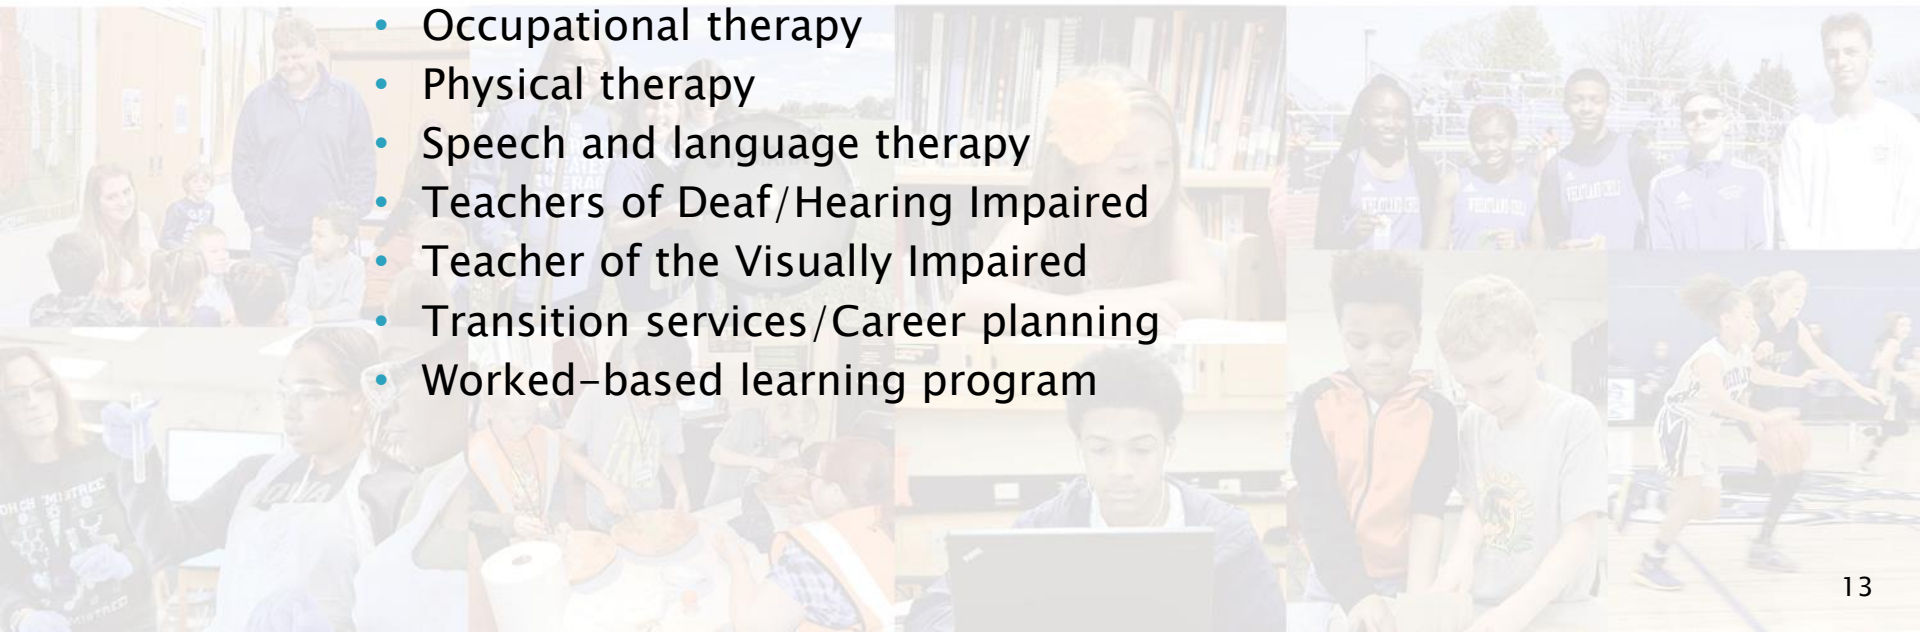 • Occupational therapy
• Physical therapy
• Speech and language therapy
• Teachers of Deaf/Hearing Impaired
• Teacher of the Visually Impaired
• Transition services/Career planning
• Worked-based learning program
13